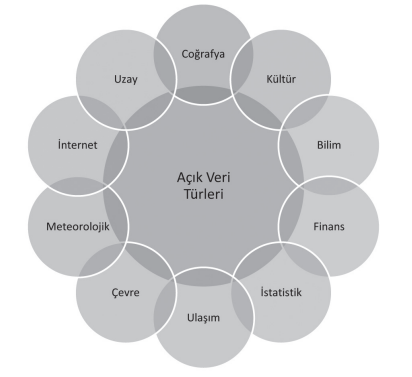 Coğrafya
Kültür
Bilim
Finans
İstatistik
Ulaşım
Çevre
Meteorolojik
İnternet
Uzay
Açık Veri
Türleri